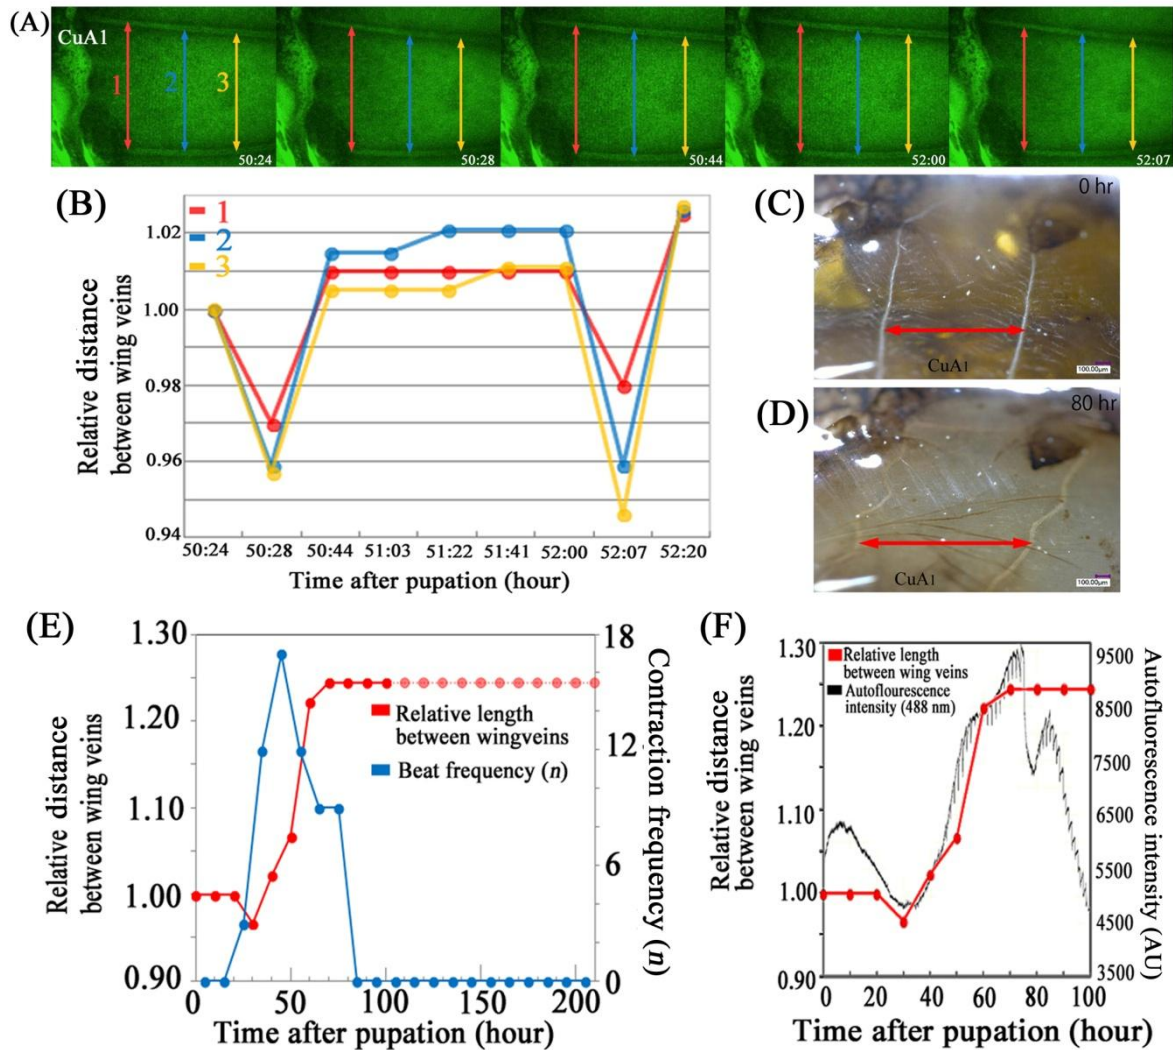 (A)
CuA1
1
2
3
50:24
50:28
50:44
52:00
52:07
(B)
1
2
3
Relative distance
between wing veins
1.02
1.00
0.98
0.96
0.94
50:24 50:28 50:44 51:03 51:22 51:41 52:00 52:07 52:20
Time after pupation (hour)
(C)
0 hr
CuA1
100.00µm
(D)
80 hr
CuA1
100.00µm
(E)
Relative distance
between wing veins
1.30
1.20
1.10
1.00
0.90
Relative length
between wingveins
Beat frequency (n)
18
12
6
0
Contraction frequency (n)
0 50 100 150 200
Time after pupation (hour)
(F)
Relative distance
between wing veins
1.30
1.20
1.10
1.00
0.90
Relative length
between wing veins
Autoflourescence
intensity (488 nm)
9500
8500
7500
6500
5500
4500
3500
Autofluorescence intensity (AU)
0 20 40 60 80 100
Time after pupation (hour)